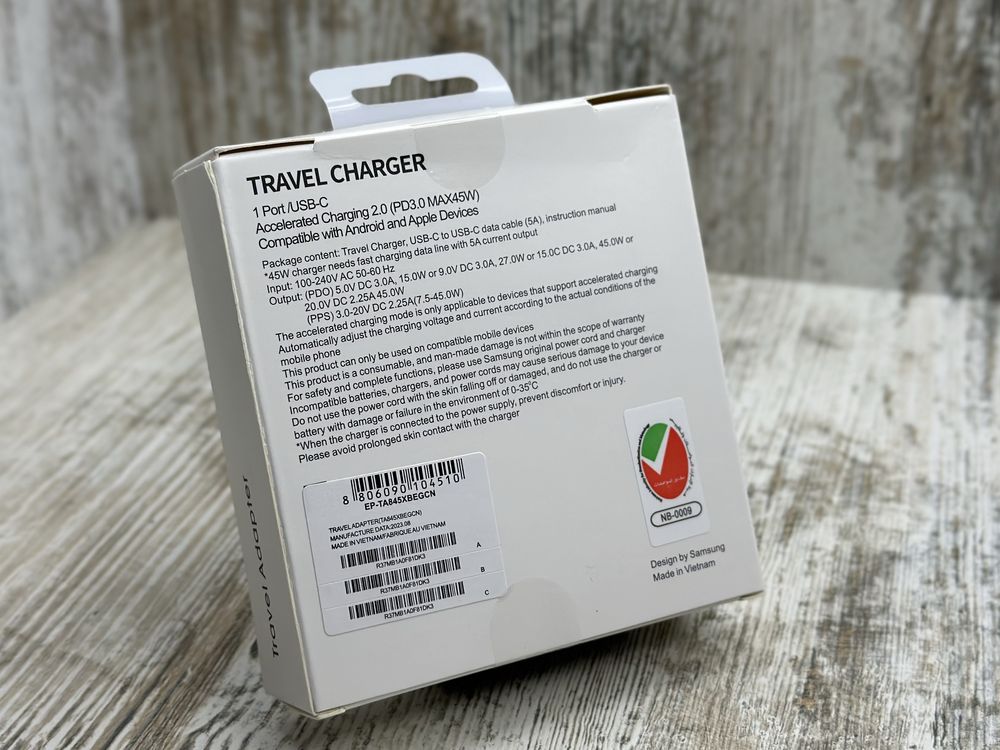 TRAVEL CHARGER
1 Port /USB-C
Accelerated Charging 2.0 (PD3.0 MAX45W)
Compatible with Android and Apple Devices
Package content: Travel Charger, USB-C to USB-C data cable (5A), instruction manual
*45W charger needs fast charging data line with 5A current output
Input: 100-240V AC 50-60 Hz
Output: (PDO) 5.0V DC 3.0A, 15.0W or 9.0V DC 3.0A, 27.0W or 15.0C DC 3.0A, 45.0W or
20.0V DC 2.25A 45.0W
(PPS) 3.0-20V DC 2.25A(7.5-45.0W)
The accelerated charging mode is only applicable to devices that support accelerated charging
Automatically adjust the charging voltage and current according to the actual conditions of the
mobile phone
This product can only be used on compatible mobile devices
This product is a consumable, and man-made damage is not within the scope of warranty
For safety and complete functions, please use Samsung original power cord and charger
Incompatible batteries, chargers, and power cords may cause serious damage to your device
Do not use the power cord with the skin falling off or damaged, and do not use the charger or
battery with damage or failure in the environment of 0-35°C
*When the charger is connected to the power supply, prevent discomfort or injury.
Please avoid prolonged skin contact with the charger
8 806090 104510
EP-TA845XBEGCN
TRAVEL ADAPTER(TA845XBEGCN)
MANUFACTURE DATA:2023.08
MADE IN VIETNAM/FABRIQUE AU VIETNAM
A
R37MB1A0F81DK3
B
R37MB1A0F81DK3
C
R37MB1A0F81DK3
NB-0009
Design by Samsung
Made in Vietnam
Travel Adapter